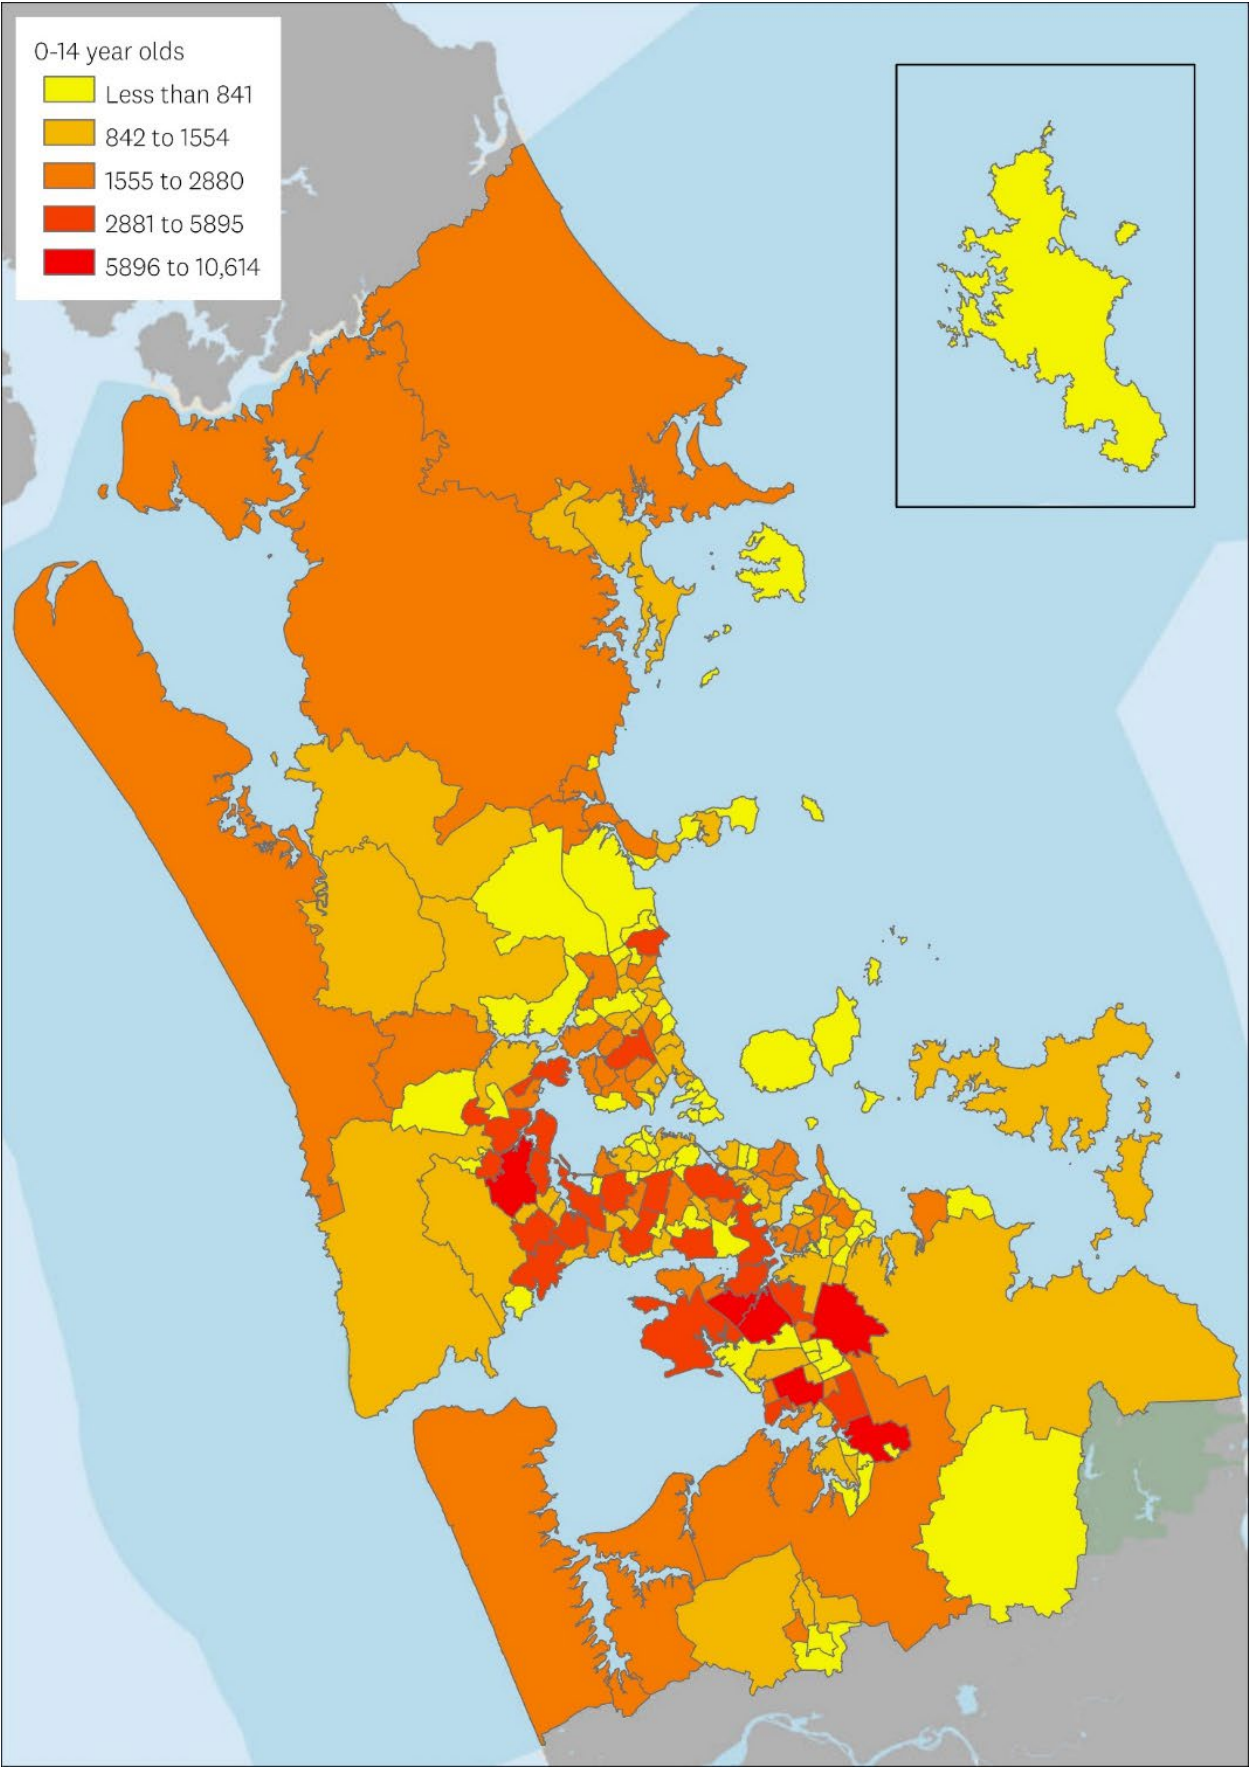 0-14 year olds
Less than 841
842 to 1554
1555 to 2880
2881 to 5895
5896 to 10,614